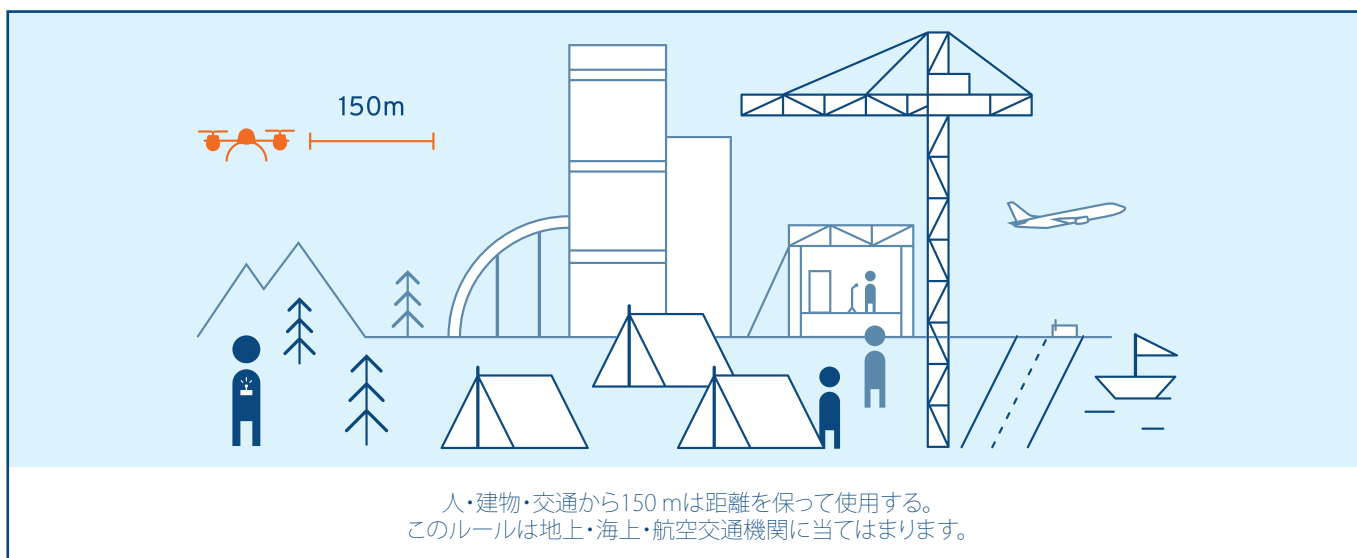 150m
人・建物・交通から150 mは距離を保って使用する。
このルールは地上・海上・航空交通機関に当てはまります。